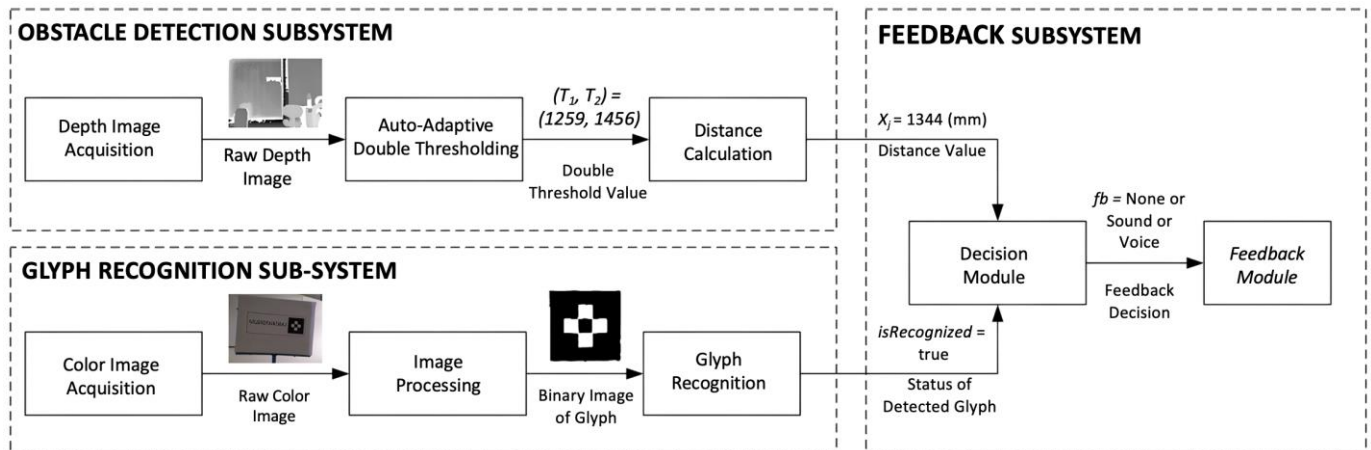 OBSTACLE DETECTION SUBSYSTEM
Depth Image
Acquisition
Raw Depth
Image
Auto-Adaptive
Double Thresholding
(T₁, T₂) =
(1259, 1456)
Double
Threshold Value
Distance
Calculation
GLYPH RECOGNITION SUB-SYSTEM
Color Image
Acquisition
Raw Color
Image
Image
Processing
Binary Image
of Glyph
Glyph
Recognition
FEEDBACK SUBSYSTEM
Xⱼ = 1344 (mm)
Distance Value
Decision
Module
isRecognized =
true
Status of
Detected Glyph
fb = None or
Sound or
Voice
Feedback
Decision
Feedback
Module